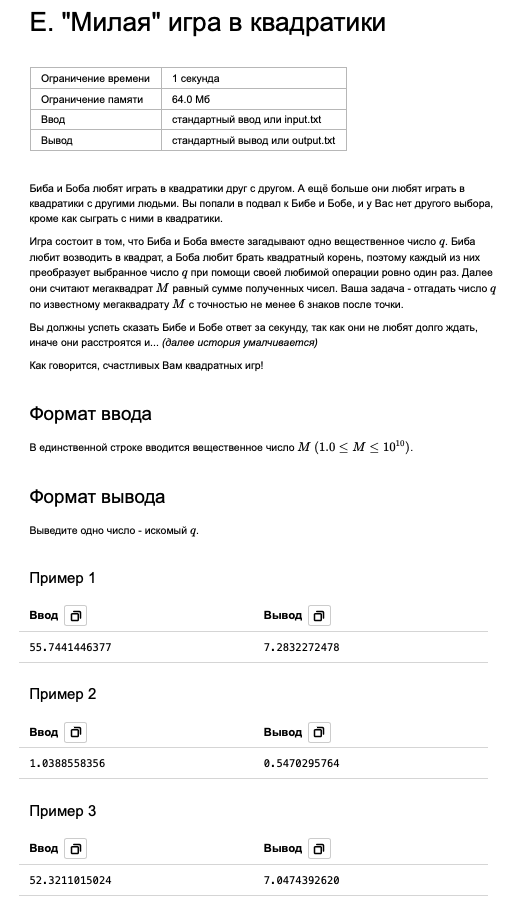 E. "Милая" игра в квадратики
Ограничение времени 1 секунда
Ограничение памяти 64.0 Мб
Ввод стандартный ввод или input.txt
Вывод стандартный вывод или output.txt
Биба и Боба любят играть в квадратики друг с другом. А ещё больше они любят играть в
квадратики с другими людьми. Вы попали в подвал к Бибе и Бобе, и у Вас нет другого выбора,
кроме как сыграть с ними в квадратики.
Игра состоит в том, что Биба и Боба вместе загадывают одно вещественное число q. Биба
любит возводить в квадрат, а Боба любит брать квадратный корень, поэтому каждый из них
преобразует выбранное число q при помощи своей любимой операции ровно один раз. Далее
они считают мегаквадрат M равный сумме полученных чисел. Ваша задача - отгадать число q
по известному мегаквадрату M с точностью не менее 6 знаков после точки.
Вы должны успеть сказать Бибе и Бобе ответ за секунду, так как они не любят долго ждать,
иначе они расстроятся и... (далее история умалчивается)
Как говорится, счастливых Вам квадратных игр!
Формат ввода
В единственной строке вводится вещественное число M (1.0 ≤ M ≤ 10¹⁰).
Формат вывода
Выведите одно число - искомый q.
Пример 1
Ввод Вывод
55.7441446377 7.2832272478
Пример 2
Ввод Вывод
1.0388558356 0.5470295764
Пример 3
Ввод Вывод
52.3211015024 7.0474392620